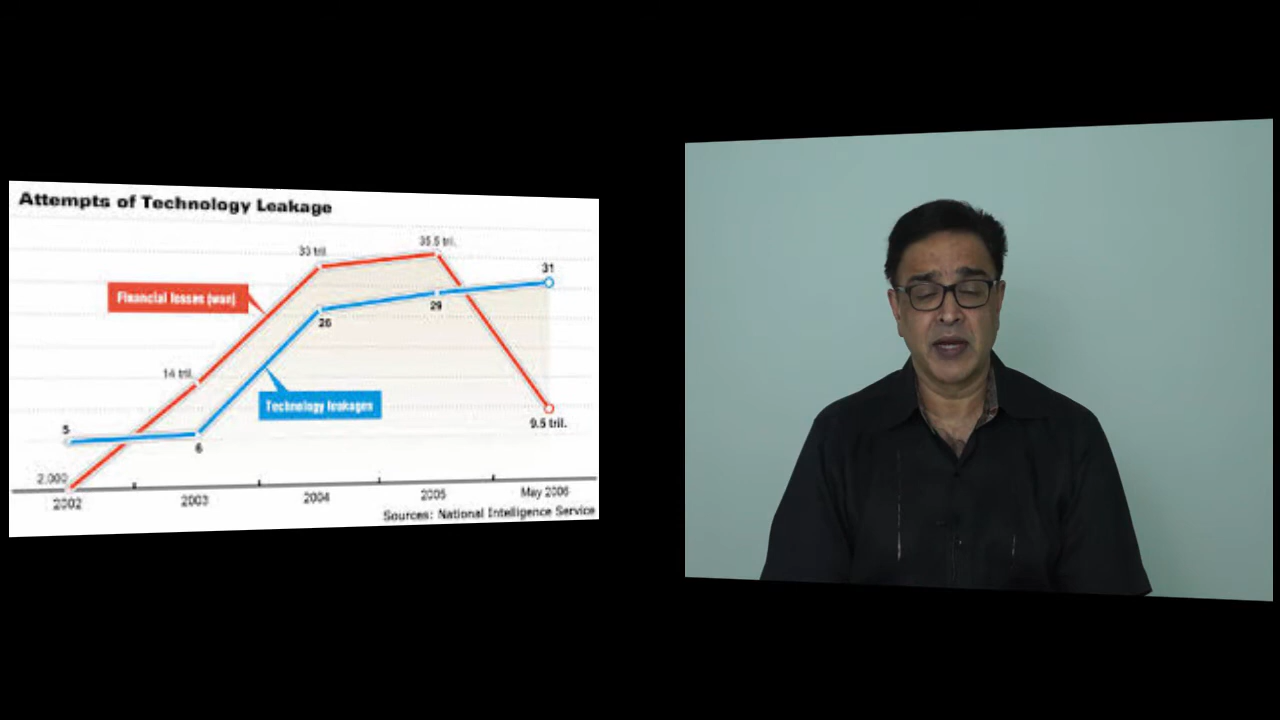 Attempts of Technology Leakage
33 tril.
35.5 tril.
31
Financial losses (won)
26
29
14 tril.
Technology leakages
5
6
9.5 tril.
2,000
2002
2003
2004
2005
May 2006
Sources: National Intelligence Service